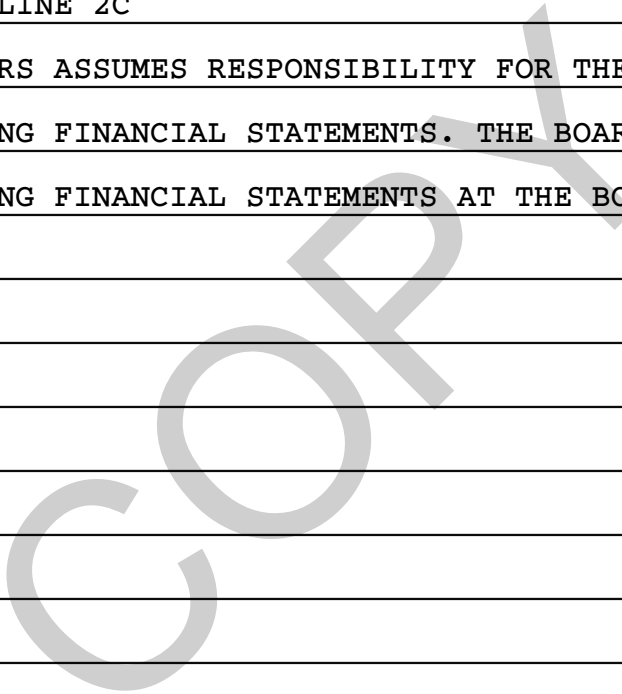 LINE 2C
RS ASSUMES RESPONSIBILITY FOR THE
NG FINANCIAL STATEMENTS. THE BOAR
NG FINANCIAL STATEMENTS AT THE BO
COPY